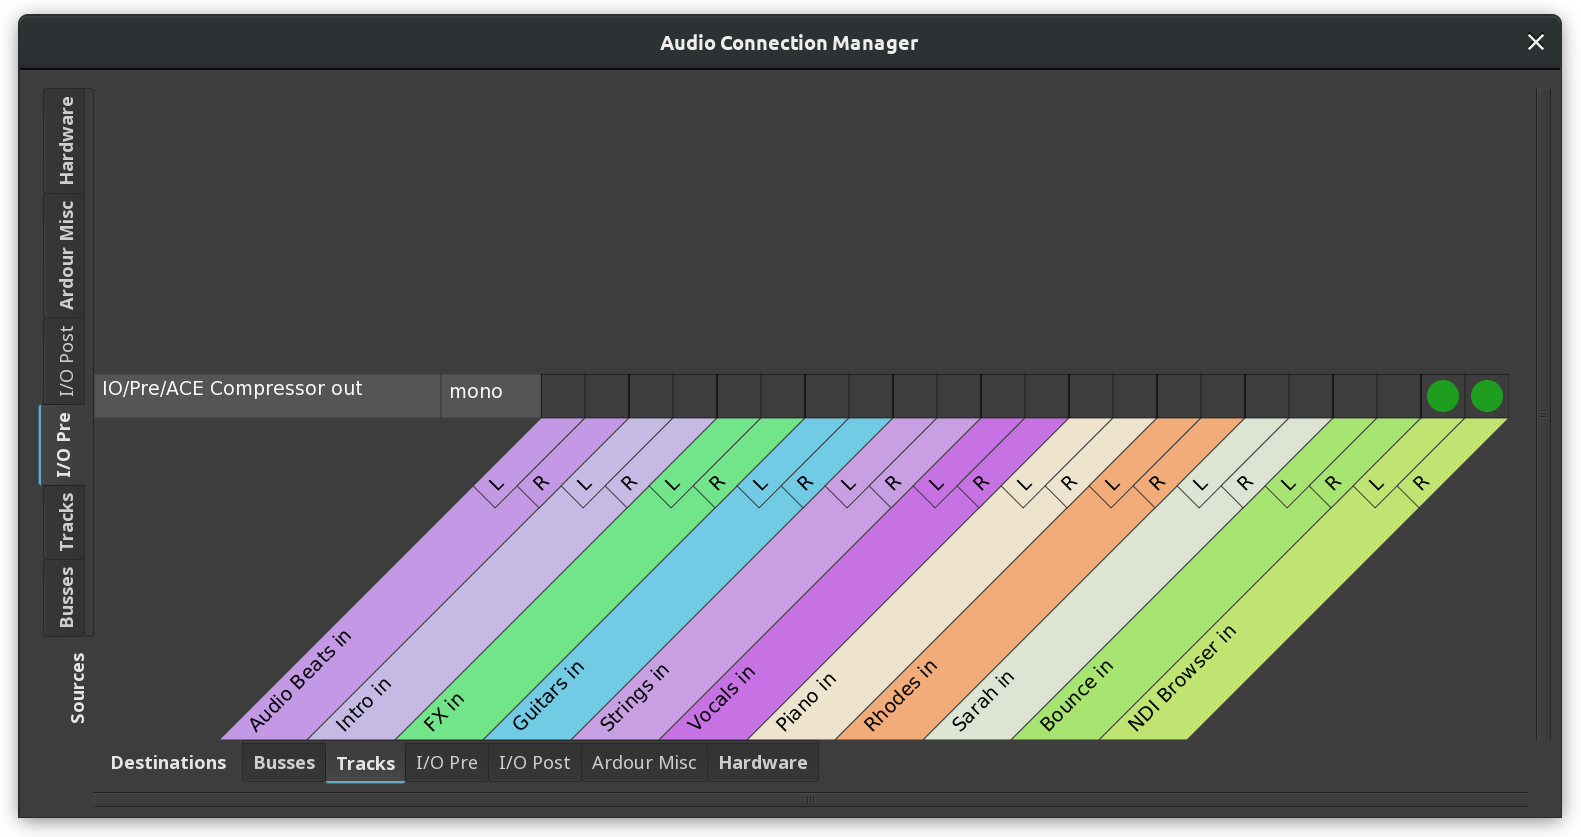 Audio Connection Manager
Hardware
Ardour Misc
I/O Post
I/O Pre
Tracks
Busses
Sources
IO/Pre/ACE Compressor out
mono
L R L R L R L R L R L R L R L R L R L R L R
Audio Beats in
Intro in
FX in
Guitars in
Strings in
Vocals in
Piano in
Rhodes in
Sarah in
Bounce in
NDI Browser in
Destinations Busses Tracks I/O Pre I/O Post Ardour Misc Hardware